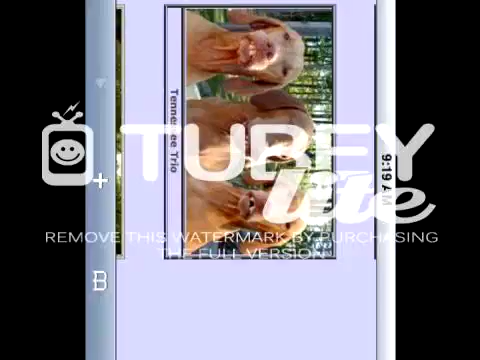 TUBEY
lite
REMOVE THIS WATERMARK BY PURCHASING
THE FULL VERSION
Tennessee Trio
9:19 AM
+
B